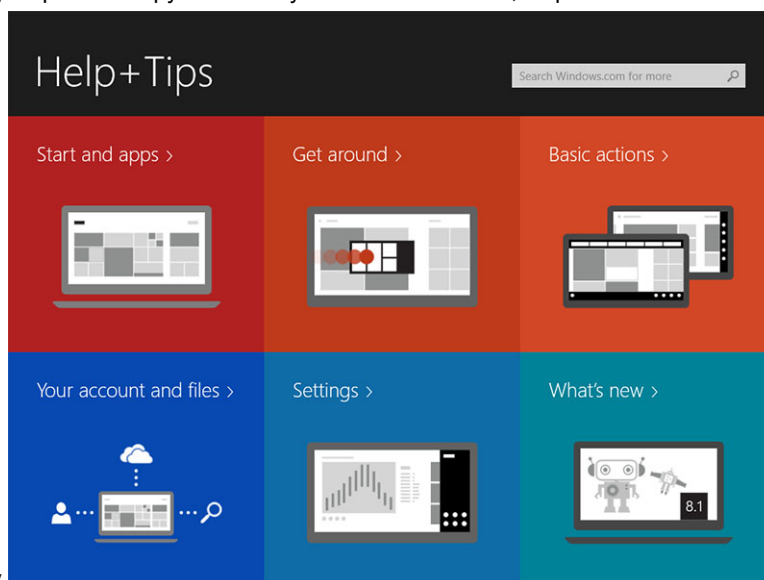 Help+Tips
Search Windows.com for more
Start and apps >
Get around >
Basic actions >
Your account and files >
Settings >
What's new >
8.1